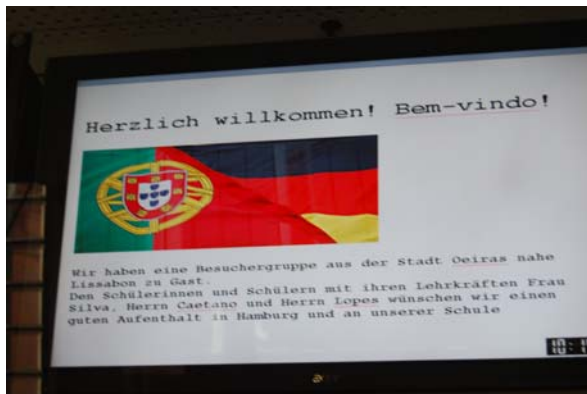 Herzlich willkommen! Bem-vindo!
Wir haben eine Besuchergruppe aus der Stadt Oeiras nahe
Lissabon zu Gast.
Den Schülerinnen und Schülern mit ihren Lehrkräften Frau
Silva, Herrn Caetano und Herrn Lopes wünschen wir einen
guten Aufenthalt in Hamburg und an unserer Schule